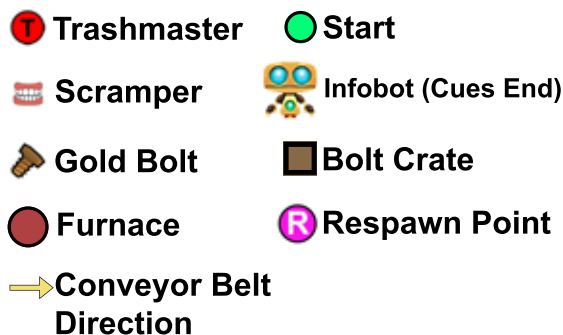 T Trashmaster
Start
Scramper
Infobot (Cues End)
Gold Bolt
Bolt Crate
Furnace
R Respawn Point
Conveyor Belt
Direction